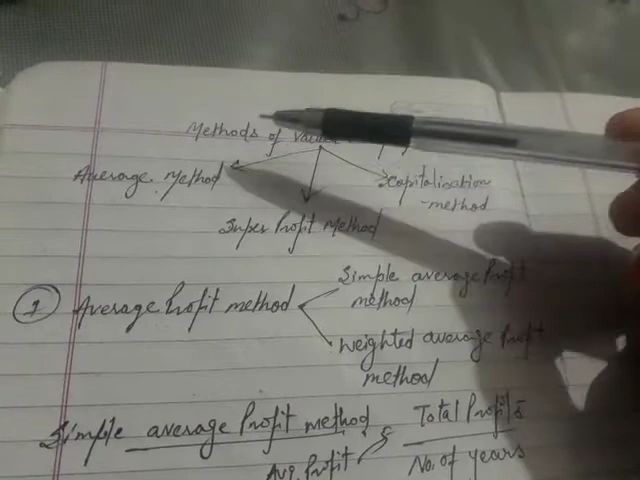 Methods of
Average Method
Capitalisation
-method
Super Profit Method
① Average Profit method
Simple average Profit
method
Weighted average Profit
method
Simple average Profit method
Total Profits
Avg. Profit
No. of years